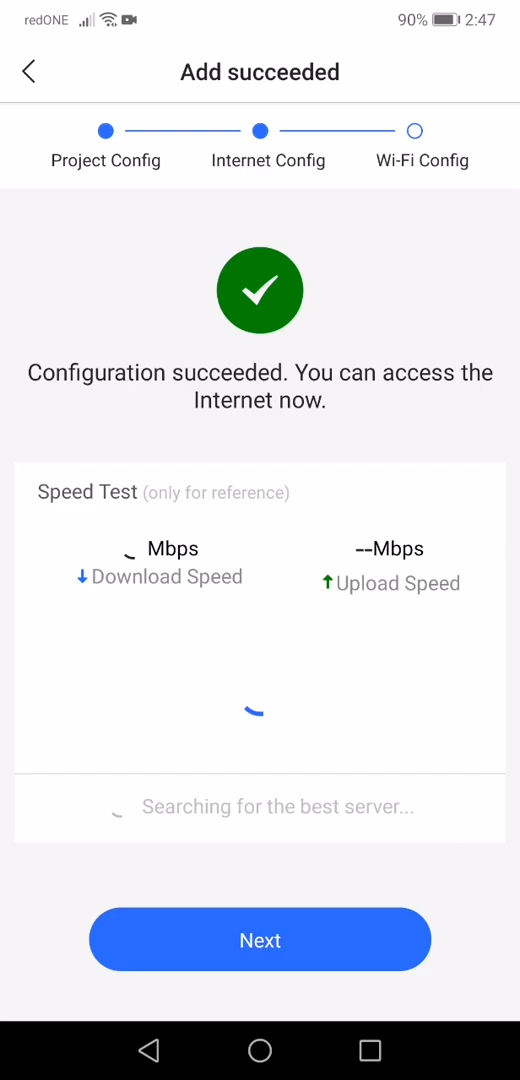 redONE 90% 2:47
Add succeeded
Project Config Internet Config Wi-Fi Config
Configuration succeeded. You can access the
Internet now.
Speed Test (only for reference)
Mbps --Mbps
Download Speed Upload Speed
Searching for the best server...
Next